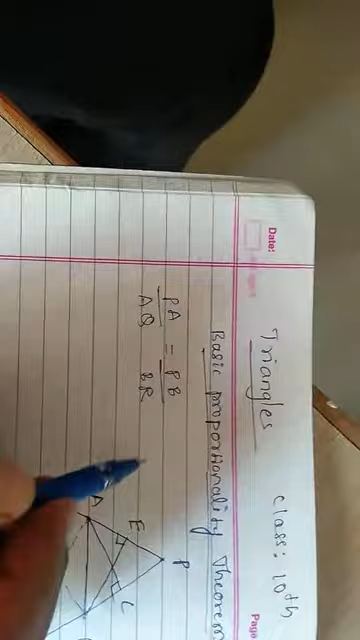 Date:
Page
Triangles Class: 10th
Basic proportionality Theorem
PA = PB
AQ BR
P
E
A
C